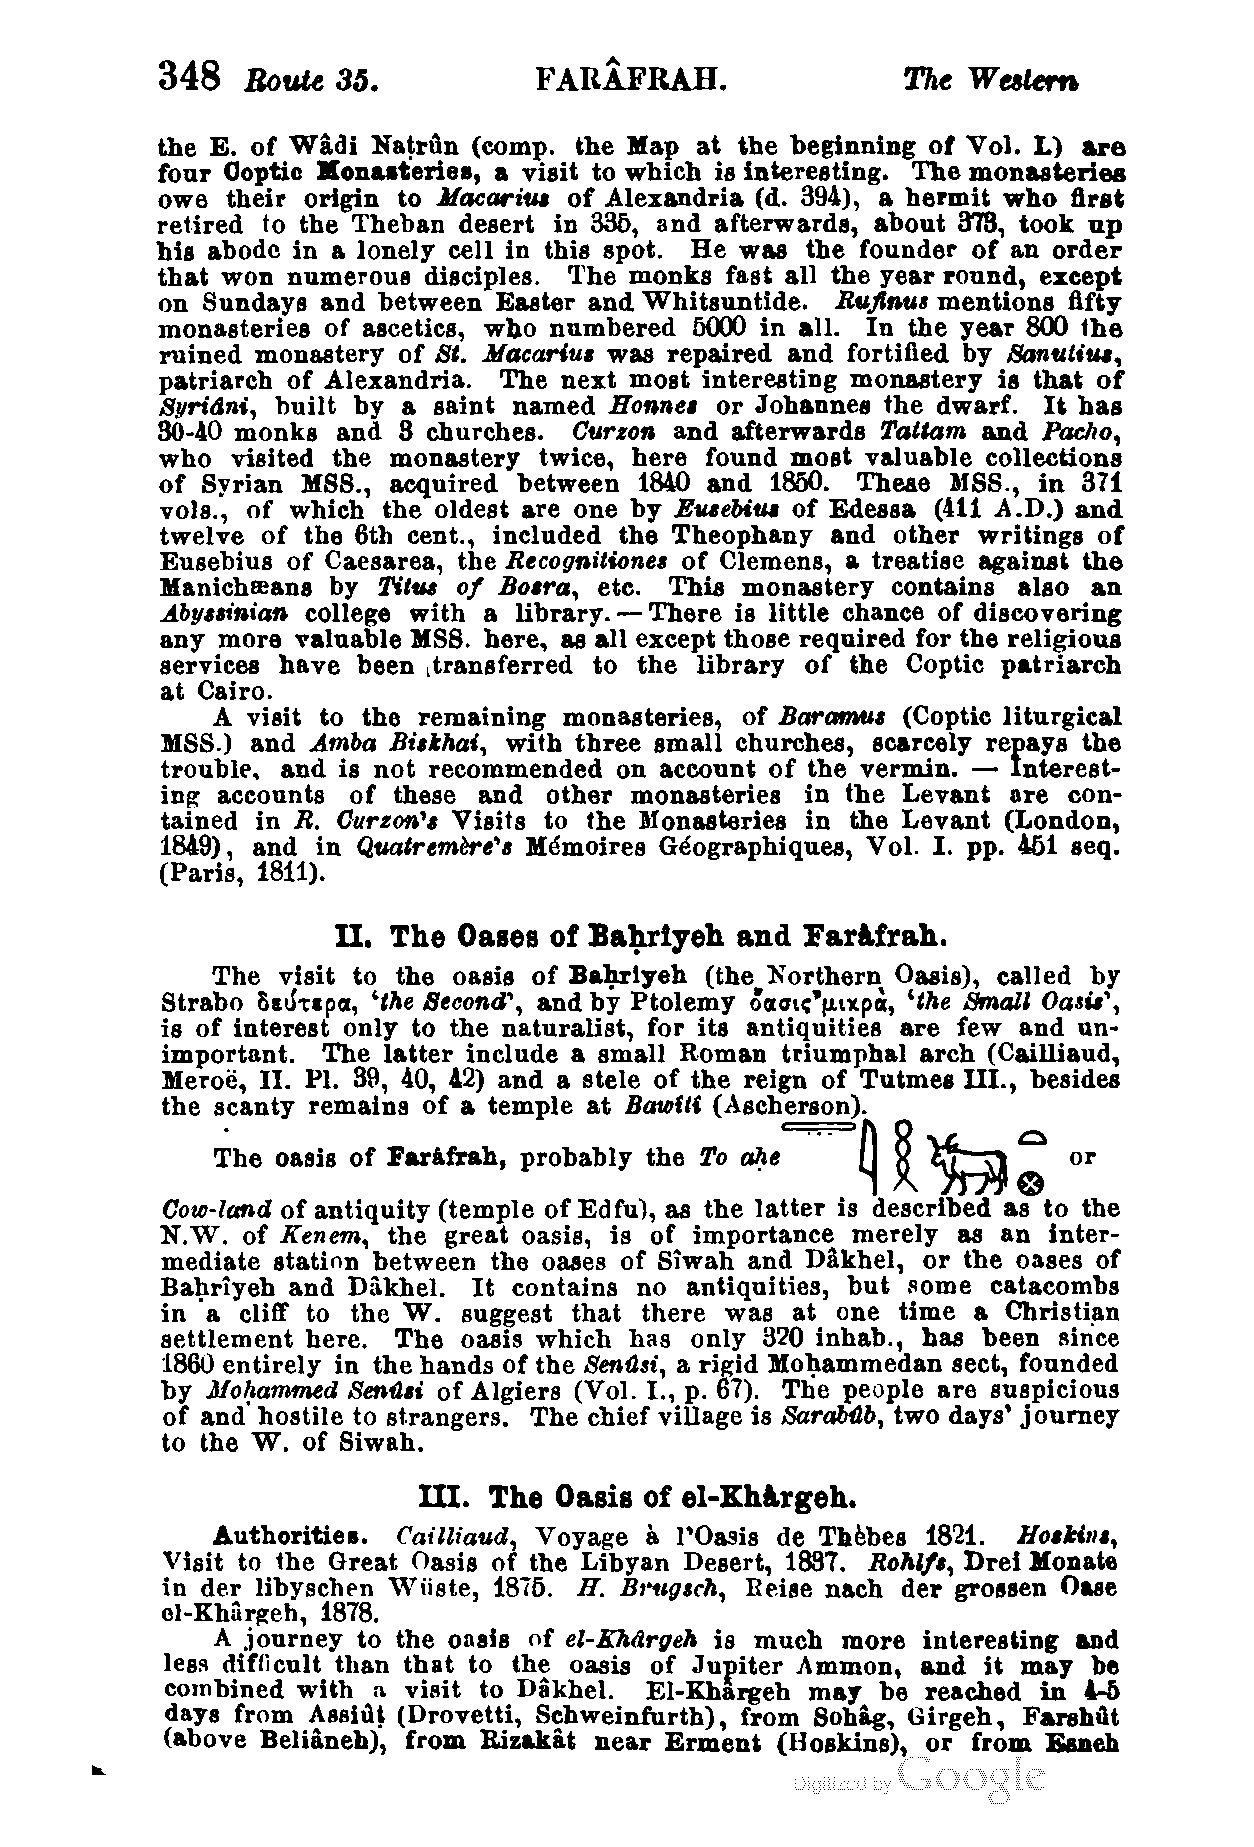 348 Route 35. FARÂFRAH. The Western
the E. of Wâdi Naṭrûn (comp. the Map at the beginning of Vol. I.) are
four Coptic Monasteries, a visit to which is interesting. The monasteries
owe their origin to Macarius of Alexandria (d. 394), a hermit who first
retired to the Theban desert in 335, and afterwards, about 373, took up
his abode in a lonely cell in this spot. He was the founder of an order
that won numerous disciples. The monks fast all the year round, except
on Sundays and between Easter and Whitsuntide. Rufinus mentions fifty
monasteries of ascetics, who numbered 5000 in all. In the year 800 the
ruined monastery of St. Macarius was repaired and fortified by Sanutius,
patriarch of Alexandria. The next most interesting monastery is that of
Syriâni, built by a saint named Honnes or Johannes the dwarf. It has
30-40 monks and 3 churches. Curzon and afterwards Tattam and Pacho,
who visited the monastery twice, here found most valuable collections
of Syrian MSS., acquired between 1840 and 1850. These MSS., in 371
vols., of which the oldest are one by Eusebius of Edessa (411 A.D.) and
twelve of the 6th cent., included the Theophany and other writings of
Eusebius of Caesarea, the Recognitiones of Clemens, a treatise against the
Manichæans by Titus of Bosra, etc. This monastery contains also an
Abyssinian college with a library. — There is little chance of discovering
any more valuable MSS. here, as all except those required for the religious
services have been transferred to the library of the Coptic patriarch
at Cairo.
A visit to the remaining monasteries, of Baramus (Coptic liturgical
MSS.) and Amba Biskhai, with three small churches, scarcely repays the
trouble, and is not recommended on account of the vermin. — Interest-
ing accounts of these and other monasteries in the Levant are con-
tained in R. Curzon's Visits to the Monasteries in the Levant (London,
1849), and in Quatremère's Mémoires Géographiques, Vol. I. pp. 451 seq.
(Paris, 1811).
II. The Oases of Baḥrîyeh and Farâfrah.
The visit to the oasis of Baḥrîyeh (the Northern Oasis), called by
Strabo δεύτερα, 'the Second', and by Ptolemy ὄασις μικρὰ, 'the Small Oasis',
is of interest only to the naturalist, for its antiquities are few and un-
important. The latter include a small Roman triumphal arch (Cailliaud,
Meroë, II. Pl. 39, 40, 42) and a stele of the reign of Tutmes III., besides
the scanty remains of a temple at Bawîti (Ascherson).
The oasis of Farâfrah, probably the To aḥe or
Cow-land of antiquity (temple of Edfu), as the latter is described as to the
N.W. of Kenem, the great oasis, is of importance merely as an inter-
mediate station between the oases of Sîwah and Dâkhel, or the oases of
Baḥrîyeh and Dâkhel. It contains no antiquities, but some catacombs
in a cliff to the W. suggest that there was at one time a Christian
settlement here. The oasis which has only 320 inhab., has been since
1860 entirely in the hands of the Senûsi, a rigid Moḥammedan sect, founded
by Moḥammed Senûsi of Algiers (Vol. I., p. 67). The people are suspicious
of and hostile to strangers. The chief village is Sarabûb, two days' journey
to the W. of Siwah.
III. The Oasis of el-Khârgeh.
Authorities. Cailliaud, Voyage à l'Oasis de Thèbes 1821. Hoskins,
Visit to the Great Oasis of the Libyan Desert, 1837. Rohlfs, Drei Monate
in der libyschen Wüste, 1875. H. Brugsch, Reise nach der grossen Oase
el-Khârgeh, 1878.
A journey to the oasis of el-Khârgeh is much more interesting and
less difficult than that to the oasis of Jupiter Ammon, and it may be
combined with a visit to Dâkhel. El-Khârgeh may be reached in 4-5
days from Assiûṭ (Drovetti, Schweinfurth), from Sohâg, Girgeh, Farshûṭ
(above Beliâneh), from Rizakât near Erment (Hoskins), or from Esneh
Digitized by Google